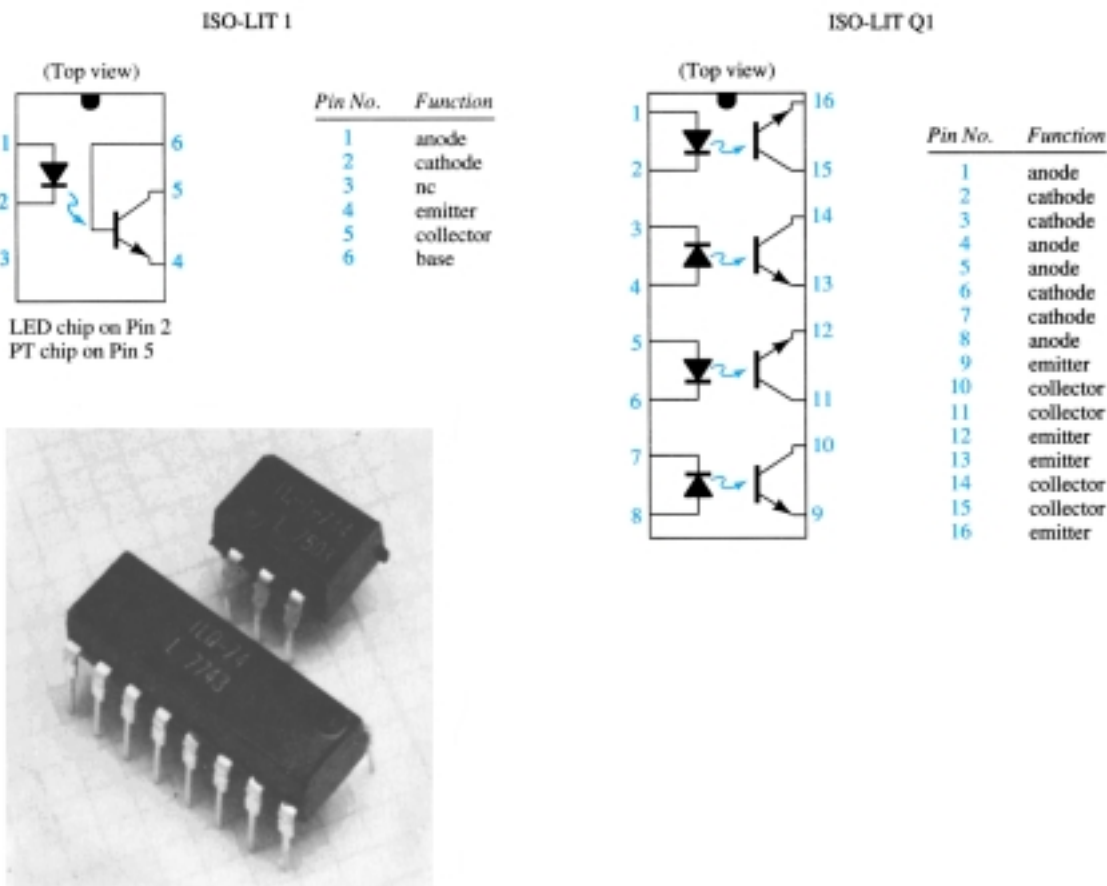 ISO-LIT 1
(Top view)
1
2
3
6
5
4
LED chip on Pin 2
PT chip on Pin 5
Pin No. Function
1 anode
2 cathode
3 nc
4 emitter
5 collector
6 base
ISO-LIT Q1
(Top view)
1
2
3
4
5
6
7
8
16
15
14
13
12
11
10
9
Pin No. Function
1 anode
2 cathode
3 cathode
4 anode
5 anode
6 cathode
7 cathode
8 anode
9 emitter
10 collector
11 collector
12 emitter
13 emitter
14 collector
15 collector
16 emitter
ILQ-74
7743